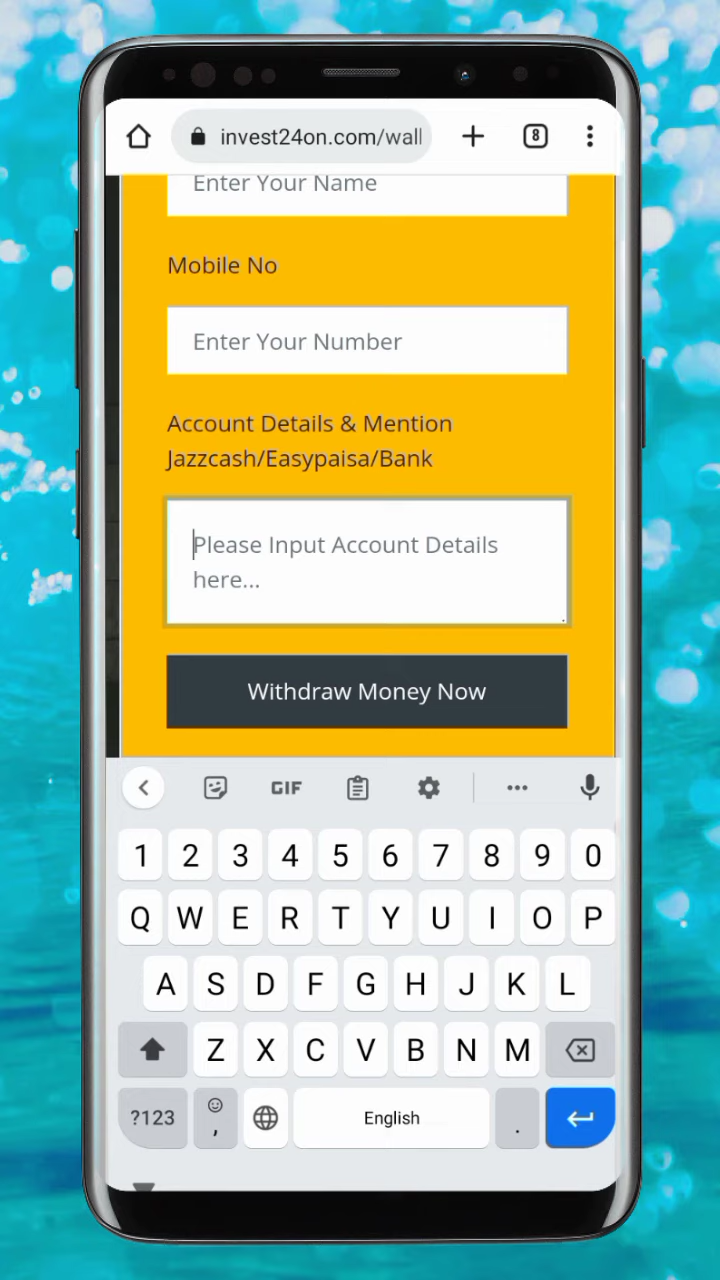 invest24on.com/wall
8
Enter Your Name
Mobile No
Enter Your Number
Account Details & Mention
Jazzcash/Easypaisa/Bank
Please Input Account Details
here...
Withdraw Money Now
GIF
1 2 3 4 5 6 7 8 9 0
Q W E R T Y U I O P
A S D F G H J K L
Z X C V B N M
?123 , English .